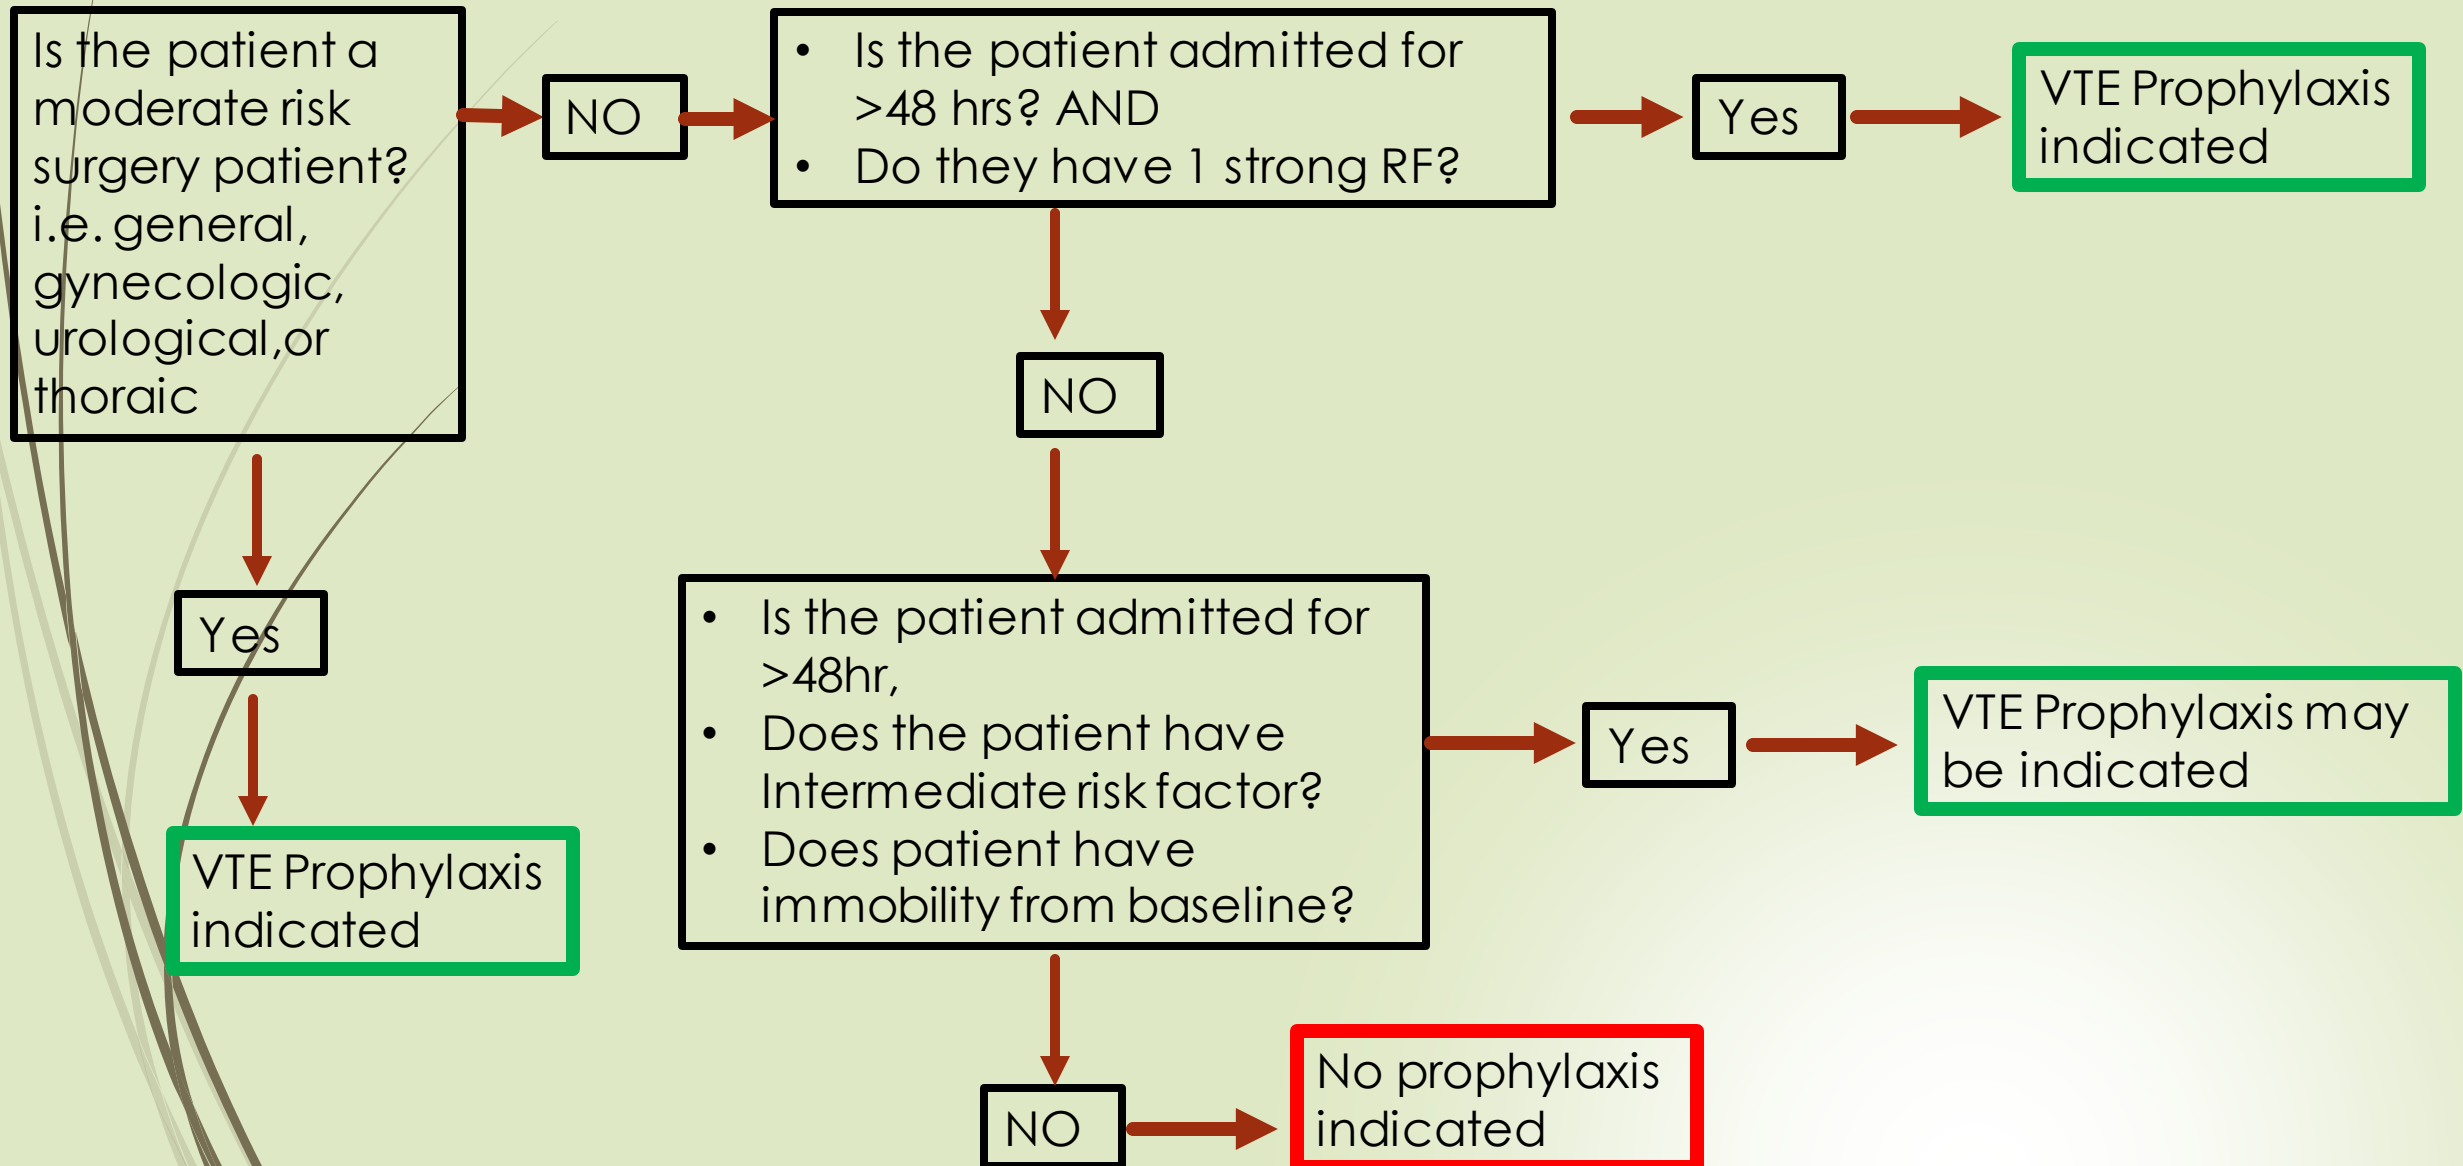 Is the patient a
moderate risk
surgery patient?
i.e. general,
gynecologic,
urological,or
thoraic
NO
• Is the patient admitted for
>48 hrs? AND
• Do they have 1 strong RF?
Yes
VTE Prophylaxis
indicated
NO
Yes
VTE Prophylaxis
indicated
• Is the patient admitted for
>48hr,
• Does the patient have
Intermediate risk factor?
• Does patient have
immobility from baseline?
Yes
VTE Prophylaxis may
be indicated
NO
No prophylaxis
indicated